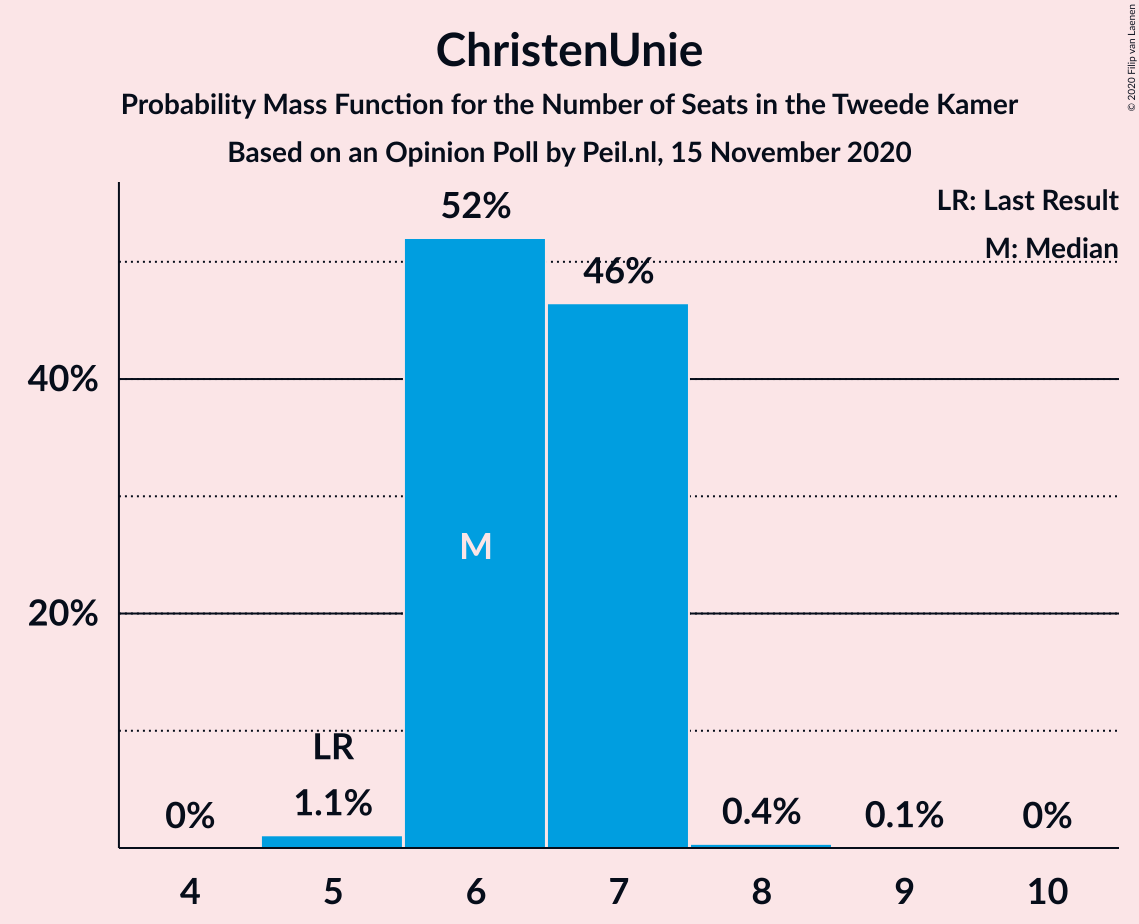 ChristenUnie
Probability Mass Function for the Number of Seats in the Tweede Kamer
Based on an Opinion Poll by Peil.nl, 15 November 2020
© 2020 Filip van Laenen
LR: Last Result
M: Median
52%
46%
40%
M
20%
LR
0%
1.1%
0.4%
0.1%
0%
4 5 6 7 8 9 10